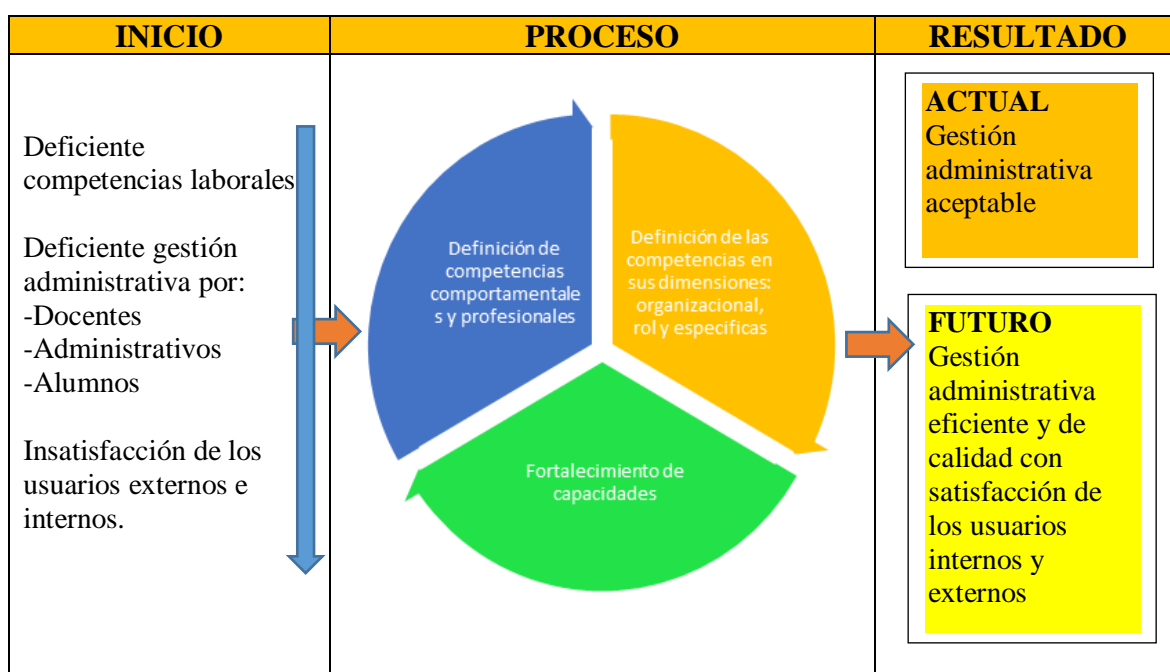 INICIO
PROCESO
RESULTADO
Deficiente
competencias laborales
Deficiente gestión
administrativa por:
-Docentes
-Administrativos
-Alumnos
Insatisfacción de los
usuarios externos e
internos.
Definición de
competencias
comportamentale
s y profesionales
Definición de las
competencias en
sus dimensiones:
organizacional,
rol y especificas
Fortalecimiento de
capacidades
ACTUAL
Gestión
administrativa
aceptable
FUTURO
Gestión
administrativa
eficiente y de
calidad con
satisfacción de
los usuarios
internos y
externos